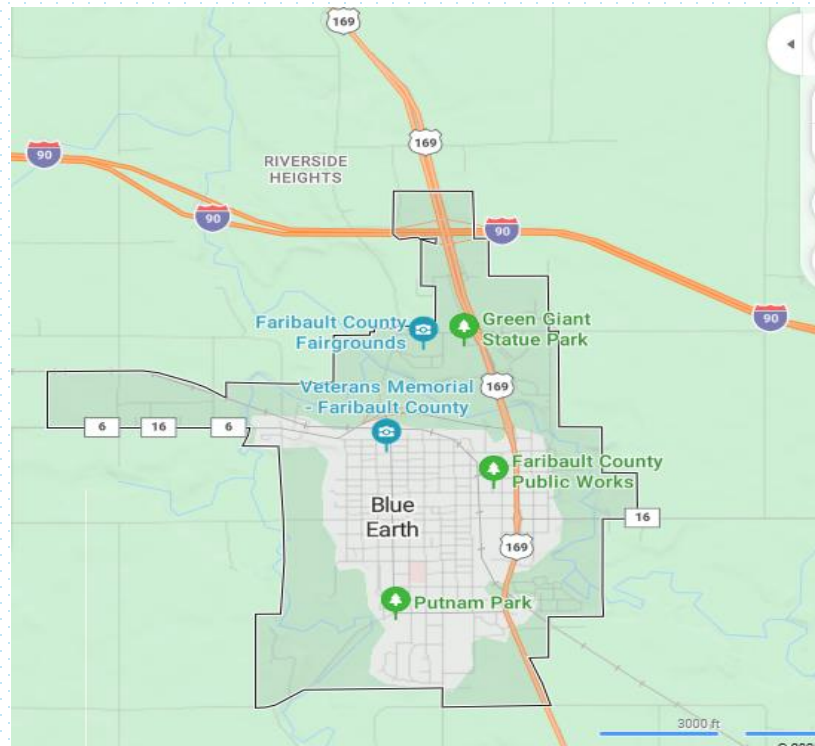 169
169
90
RIVERSIDE
HEIGHTS
90
90
90
Faribault County
Fairgrounds
Green Giant
Statue Park
169
Veterans Memorial
- Faribault County
6
16
6
Faribault County
Public Works
Blue
Earth
16
169
Putnam Park
3000 ft